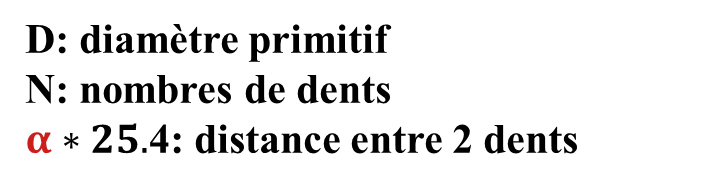 D: diamètre primitif
N: nombres de dents
α ∗ 25.4: distance entre 2 dents